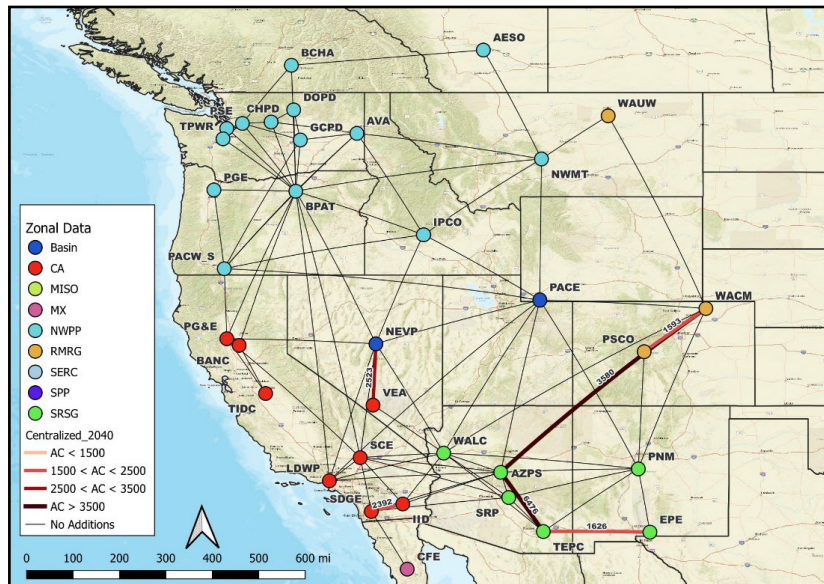 AESO
BCHA
DOPD
WAUW
PSE
CHPD
TPWR
GCPD
AVA
NWMT
PGE
BPAT
IPCO
PACW_S
PACE
WACM
PG&E
NEVP
1593
PSCO
BANC
2523
3580
VEA
TIDC
SCE
WALC
PNM
LDWP
AZPS
SDGE
2392
6476
SRP
IID
1626
EPE
TEPC
CFE
Zonal Data
Basin
CA
MISO
MX
NWPP
RMRG
SERC
SPP
SRSG
Centralized_2040
AC < 1500
1500 < AC < 2500
2500 < AC < 3500
AC > 3500
No Additions
0 100 200 300 400 500 600 mi